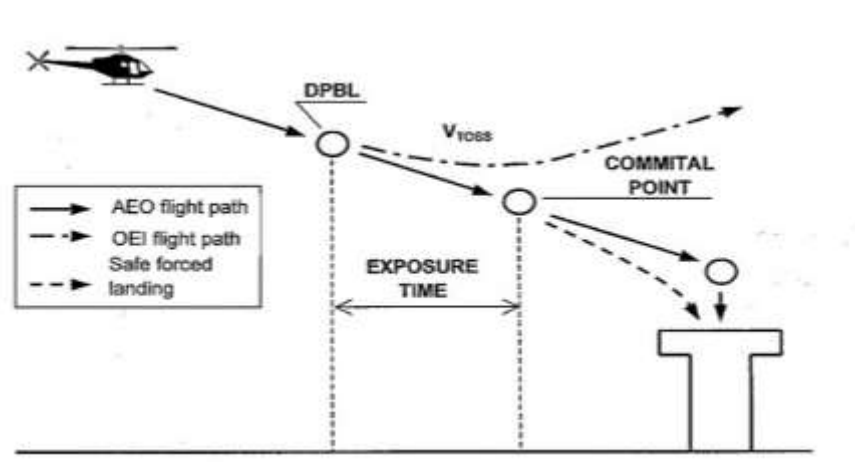 DPBL
VTOSS
COMMITAL
POINT
AEO flight path
OEI flight path
Safe forced
landing
EXPOSURE
TIME